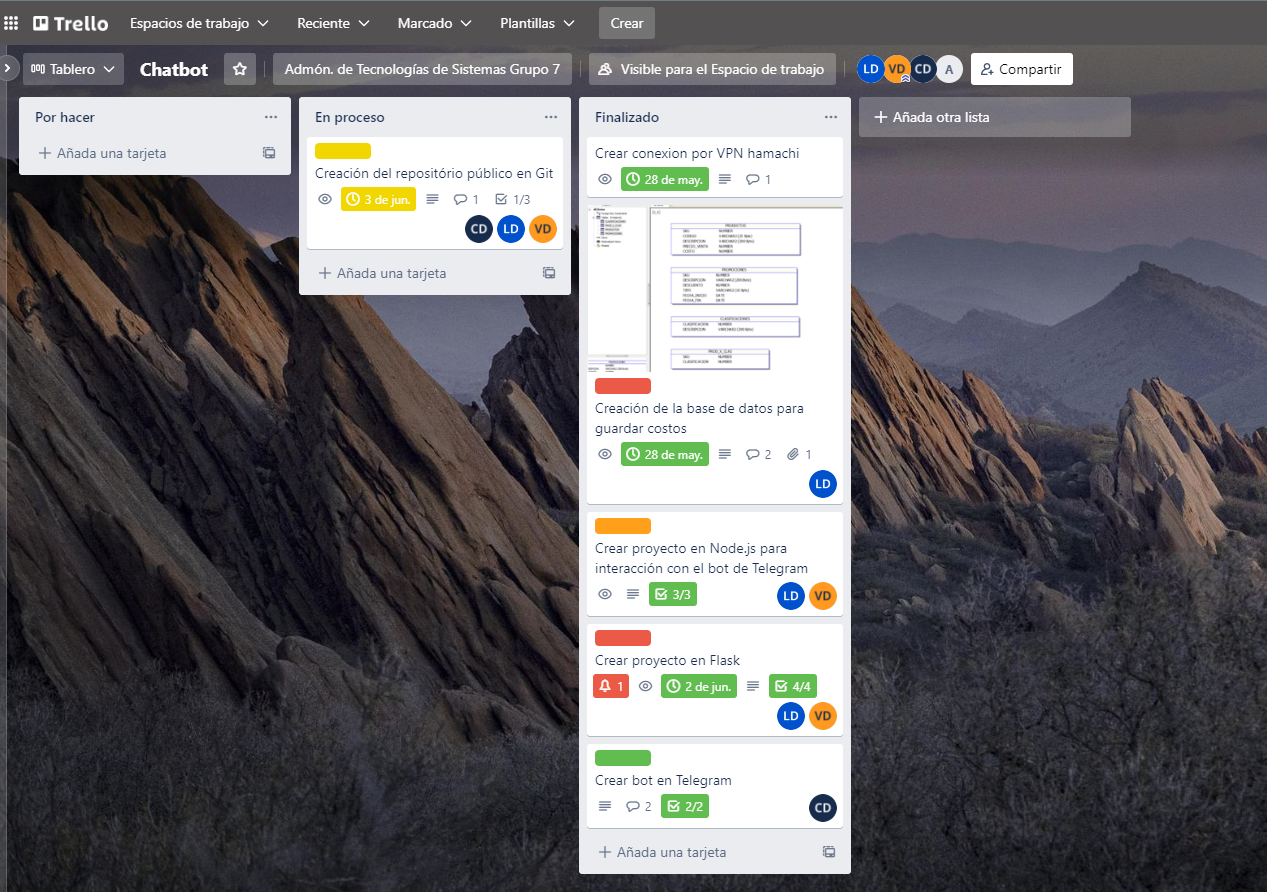 Trello Espacios de trabajo Reciente Marcado Plantillas Crear
Tablero Chatbot Admón. de Tecnologías de Sistemas Grupo 7 Visible para el Espacio de trabajo LD VD CD A Compartir
Por hacer
Añada una tarjeta
En proceso
Creación del repositório público en Git
3 de jun. 1 1/3
CD LD VD
Añada una tarjeta
Finalizado
Crear conexion por VPN hamachi
28 de may. 1
PROMOCIONES
CLASIFICACIONES
Creación de la base de datos para
guardar costos
28 de may. 2 1
LD
Crear proyecto en Node.js para
interacción con el bot de Telegram
3/3 LD VD
Crear proyecto en Flask
1 2 de jun. 4/4
LD VD
Crear bot en Telegram
2 2/2 CD
Añada una tarjeta
Añada otra lista